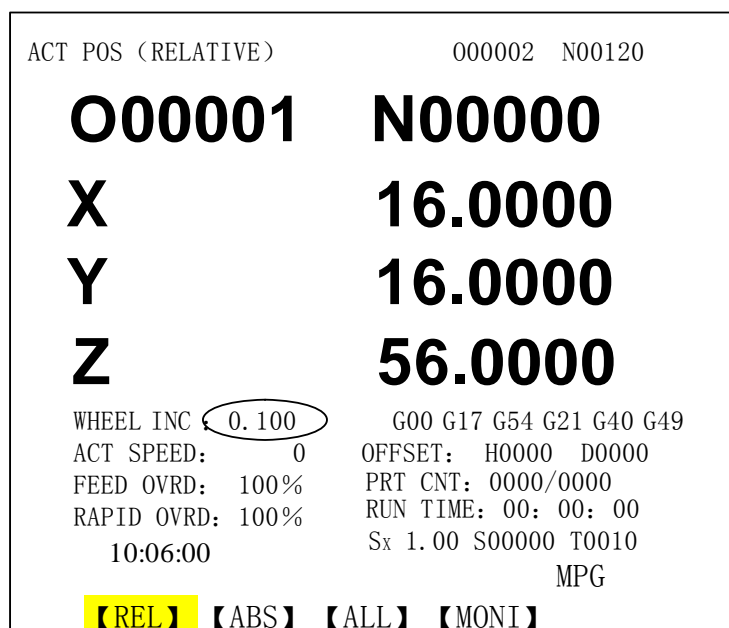 ACT POS（RELATIVE） O00002 N00120
O00001 N00000
X 16.0000
Y 16.0000
Z 56.0000
WHEEL INC：0.100 G00 G17 G54 G21 G40 G49
ACT SPEED： 0 OFFSET： H0000 D0000
FEED OVRD： 100% PRT CNT：0000/0000
RAPID OVRD：100% RUN TIME：00：00：00
10:06:00 Sx 1.00 S00000 T0010
MPG
【REL】 【ABS】 【ALL】 【MONI】